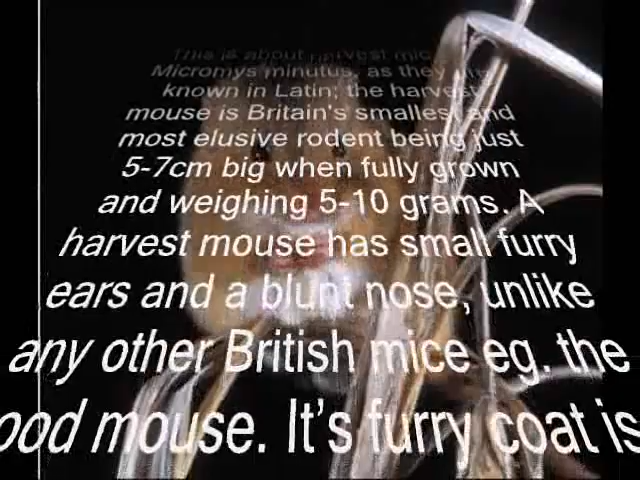 This is about harvest mic
Micromys minutus, as they are
known in Latin; the harvest
mouse is Britain's smallest and
most elusive rodent being just
5-7cm big when fully grown
and weighing 5-10 grams. A
harvest mouse has small furry
ears and a blunt nose, unlike
any other British mice eg. the
ood mouse. It's furry coat is